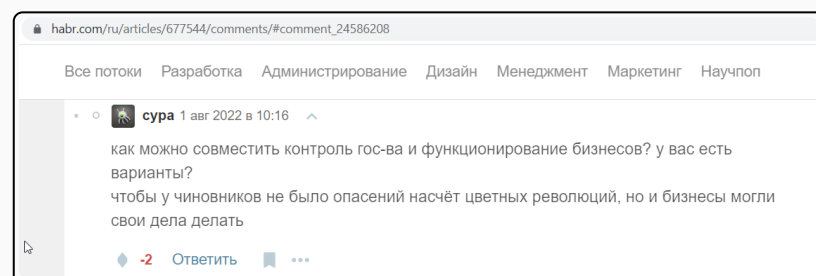 habr.com/ru/articles/677544/comments/#comment_24586208
Все потоки Разработка Администрирование Дизайн Менеджмент Маркетинг Научпоп
сура 1 авг 2022 в 10:16
как можно совместить контроль гос-ва и функционирование бизнесов? у вас есть
варианты?
чтобы у чиновников не было опасений насчёт цветных революций, но и бизнесы могли
свои дела делать
-2 Ответить